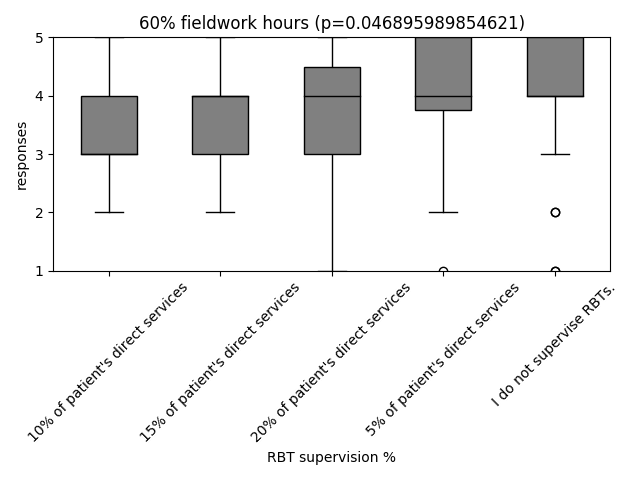 60% fieldwork hours (p=0.046895989854621)
responses
5
4
3
2
1
10% of patient's direct services
15% of patient's direct services
20% of patient's direct services
5% of patient's direct services
I do not supervise RBTs.
RBT supervision %